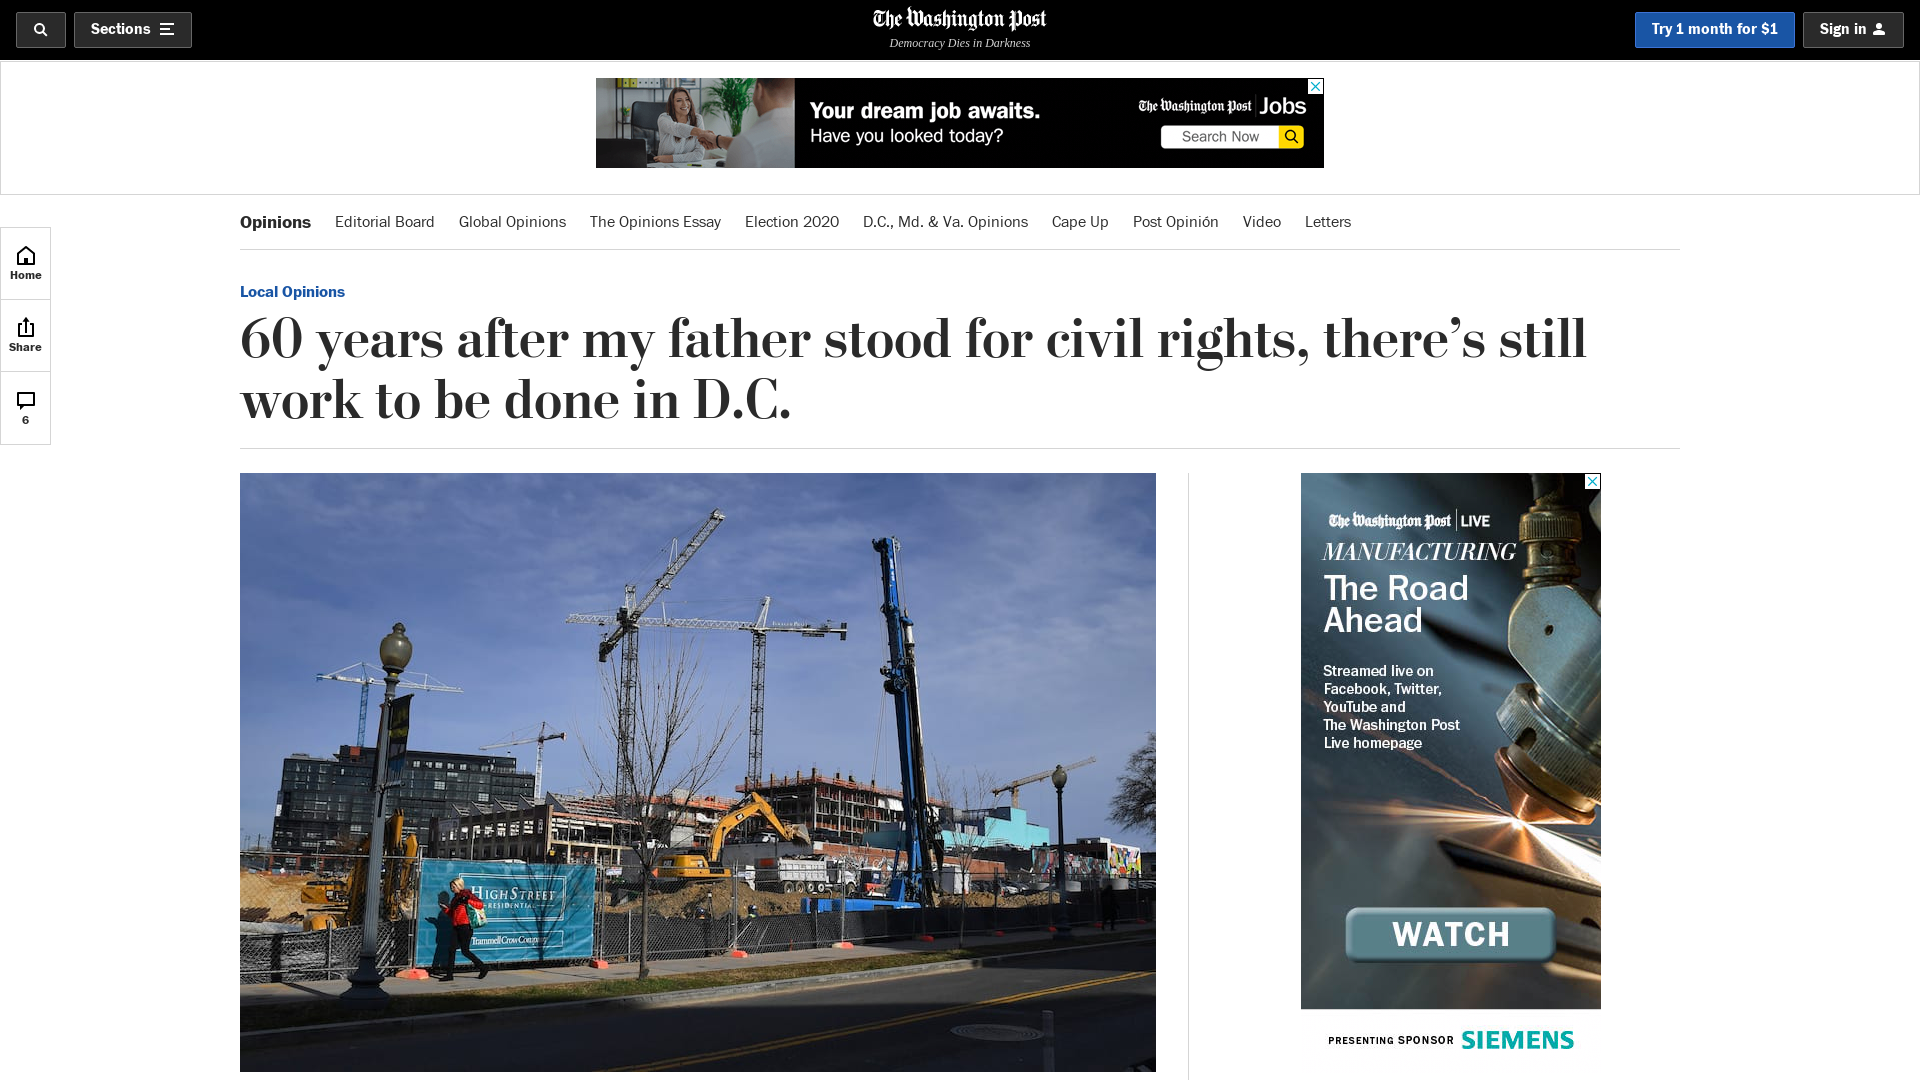 Sections
The Washington Post
Democracy Dies in Darkness
Try 1 month for $1
Sign in
Your dream job awaits.
Have you looked today?
The Washington Post Jobs
Search Now
Opinions Editorial Board Global Opinions The Opinions Essay Election 2020 D.C., Md. & Va. Opinions Cape Up Post Opinión Video Letters
Home
Share
6
Local Opinions
60 years after my father stood for civil rights, there’s still
work to be done in D.C.
HIGH STREET
RESIDENTIAL
Trammell Crow Company
The Washington Post LIVE
MANUFACTURING
The Road
Ahead
Streamed live on
Facebook, Twitter,
YouTube and
The Washington Post
Live homepage
WATCH
PRESENTING SPONSOR SIEMENS